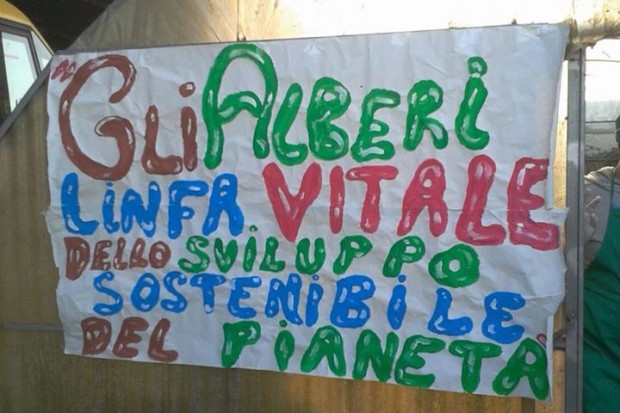 "GLi ALBERi
LiNFA VITALE
DELLO SViLUPPO
SOSTENiBiLE
DEL PiANETA"